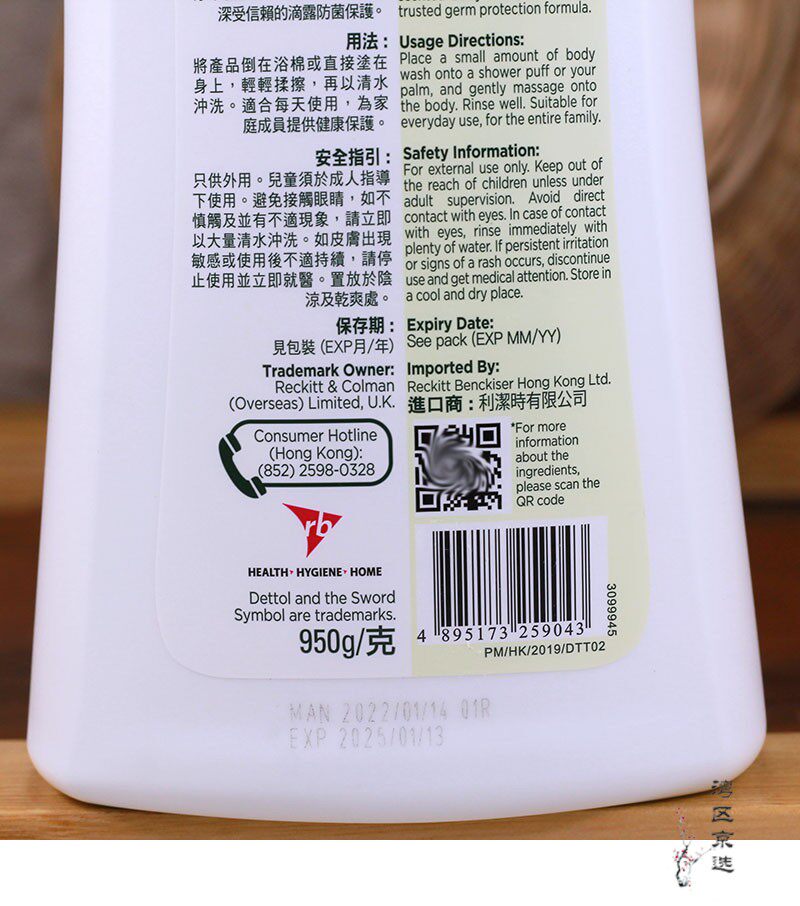 深受信賴的滴露防菌保護。
trusted germ protection formula.
用法：
將產品倒在浴棉或直接塗在
身上，輕輕揉擦，再以清水
沖洗。適合每天使用，為家
庭成員提供健康保護。
Usage Directions:
Place a small amount of body
wash onto a shower puff or your
palm, and gently massage onto
the body. Rinse well. Suitable for
everyday use, for the entire family.
安全指引：
只供外用。兒童須於成人指導
下使用。避免接觸眼睛，如不
慎觸及並有不適現象，請立即
以大量清水沖洗。如皮膚出現
敏感或使用後不適持續，請停
止使用並立即就醫。置放於陰
涼及乾爽處。
Safety Information:
For external use only. Keep out of
the reach of children unless under
adult supervision. Avoid direct
contact with eyes. In case of contact
with eyes, rinse immediately with
plenty of water. If persistent irritation
or signs of a rash occurs, discontinue
use and get medical attention. Store in
a cool and dry place.
保存期：
見包裝 (EXP月/年)
Expiry Date:
See pack (EXP MM/YY)
Trademark Owner:
Reckitt & Colman
(Overseas) Limited, U.K.
Imported By:
Reckitt Benckiser Hong Kong Ltd.
進口商：利潔時有限公司
Consumer Hotline
(Hong Kong):
(852) 2598-0328
*For more
information
about the
ingredients,
please scan the
QR code
rb
HEALTH • HYGIENE • HOME
Dettol and the Sword
Symbol are trademarks.
950g/克
4 895173 259043
3099945
PM/HK/2019/DTT02
MAN 2022/01/14 01R
EXP 2025/01/13
湾区京选